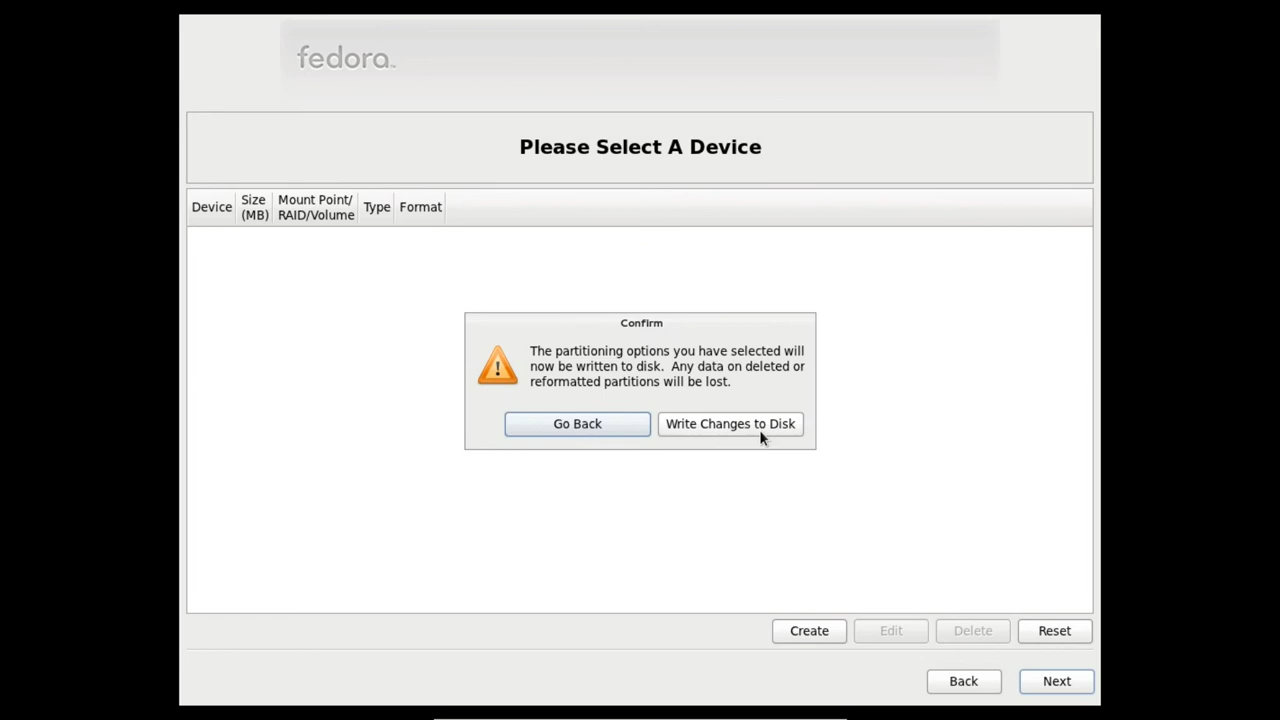 fedora
Please Select A Device
Device
Size
(MB)
Mount Point/
RAID/Volume
Type
Format
Confirm
The partitioning options you have selected will
now be written to disk.  Any data on deleted or
reformatted partitions will be lost.
Go Back
Write Changes to Disk
Create
Edit
Delete
Reset
Back
Next